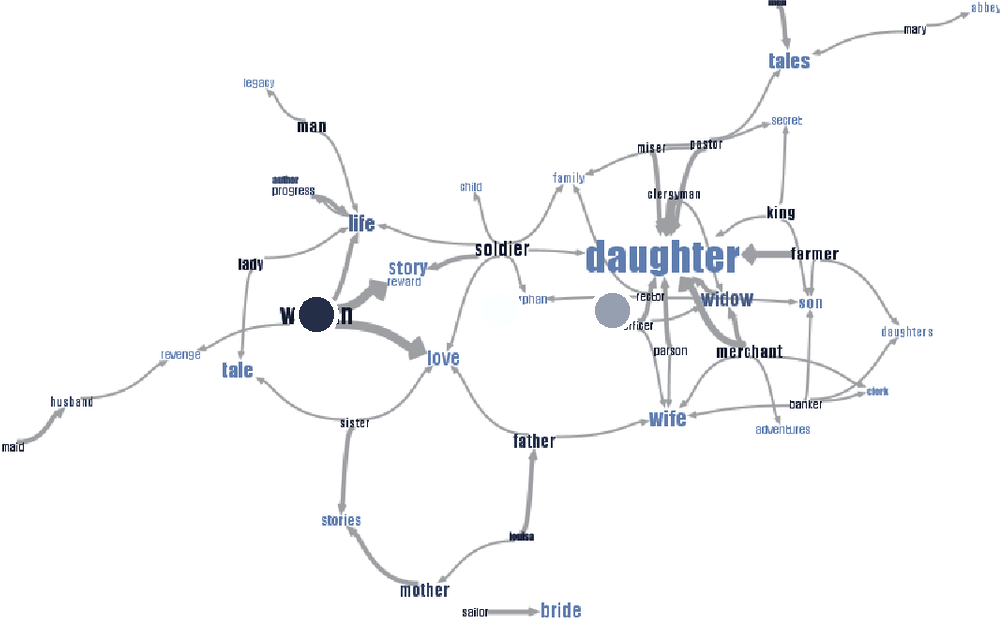 abbey
mary
tales
legacy
secret
man
miser
pastor
family
author
progress
child
clergyman
king
life
soldier
daughter
farmer
lady
story
reward
rector
widow
son
daughters
love
parson
merchant
revenge
tale
clerk
husband
banker
wife
adventures
sister
father
maid
stories
louisa
mother
sailor
bride